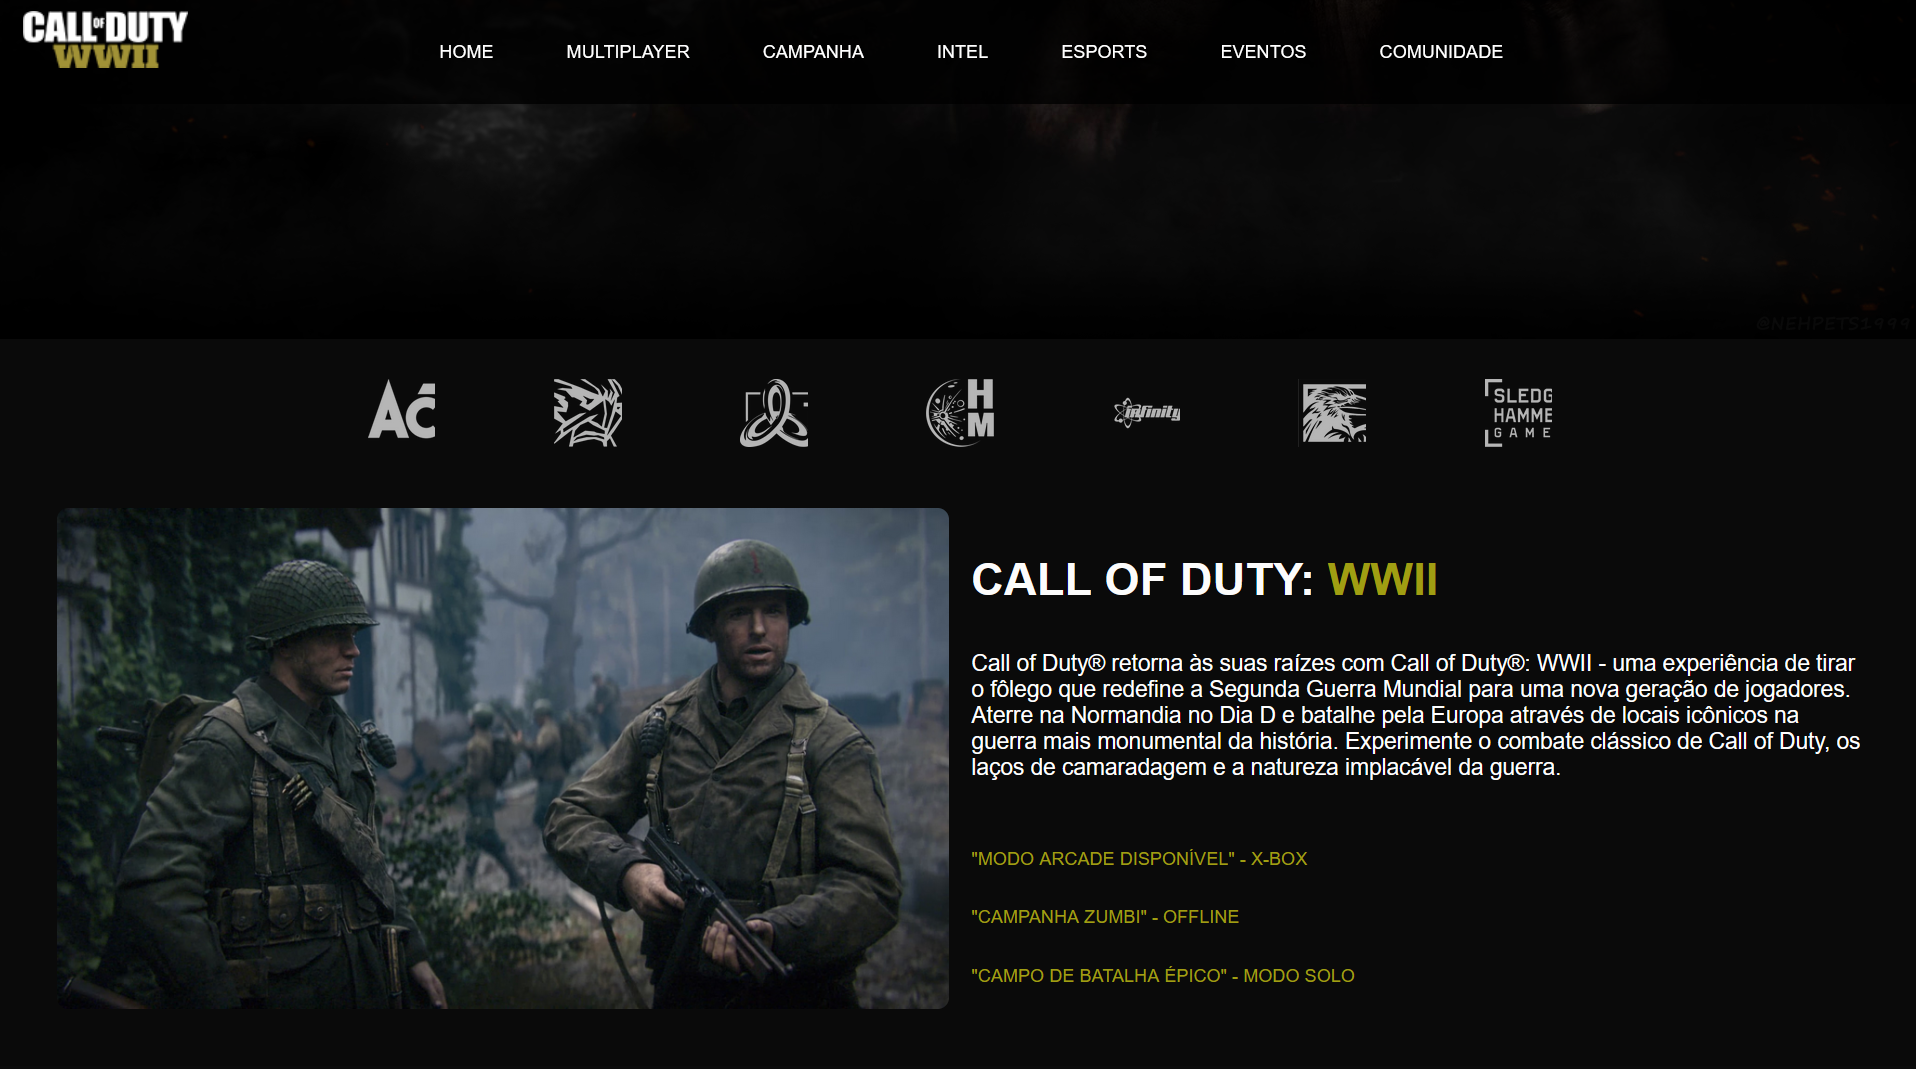 CALL OF DUTY
WWII
HOME MULTIPLAYER CAMPANHA INTEL ESPORTS EVENTOS COMUNIDADE
@NEHPETS1999
AC
HM
infinity
SLEDG
HAMME
GAME
CALL OF DUTY: WWII
Call of Duty® retorna às suas raízes com Call of Duty®: WWII - uma experiência de tirar
o fôlego que redefine a Segunda Guerra Mundial para uma nova geração de jogadores.
Aterre na Normandia no Dia D e batalhe pela Europa através de locais icônicos na
guerra mais monumental da história. Experimente o combate clássico de Call of Duty, os
laços de camaradagem e a natureza implacável da guerra.
"MODO ARCADE DISPONÍVEL" - X-BOX
"CAMPANHA ZUMBI" - OFFLINE
"CAMPO DE BATALHA ÉPICO" - MODO SOLO